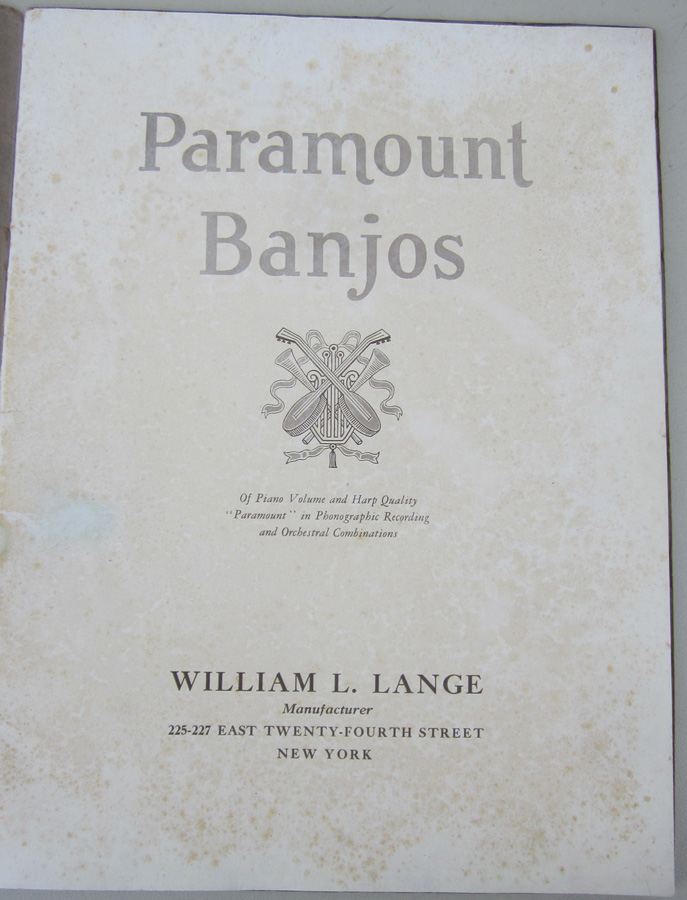 Paramount
Banjos
Of Piano Volume and Harp Quality
“Paramount” in Phonographic Recording
and Orchestral Combinations
WILLIAM L. LANGE
Manufacturer
225-227 EAST TWENTY-FOURTH STREET
NEW YORK